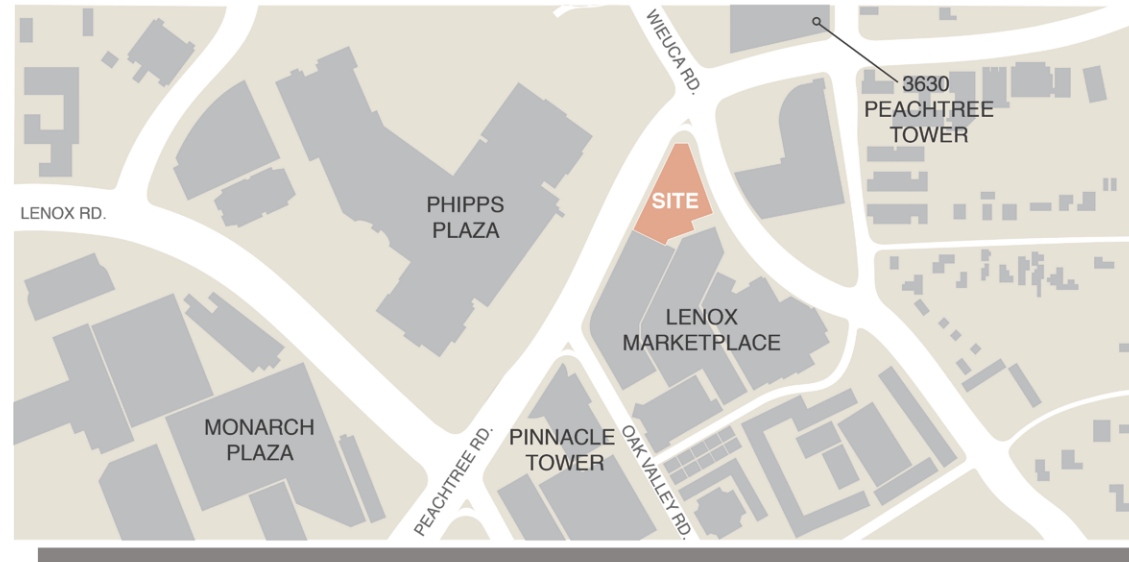 WIEUCA RD.
3630
PEACHTREE
TOWER
SITE
LENOX RD.
PHIPPS
PLAZA
LENOX
MARKETPLACE
MONARCH
PLAZA
PEACHTREE RD.
PINNACLE
TOWER
OAK VALLEY RD.